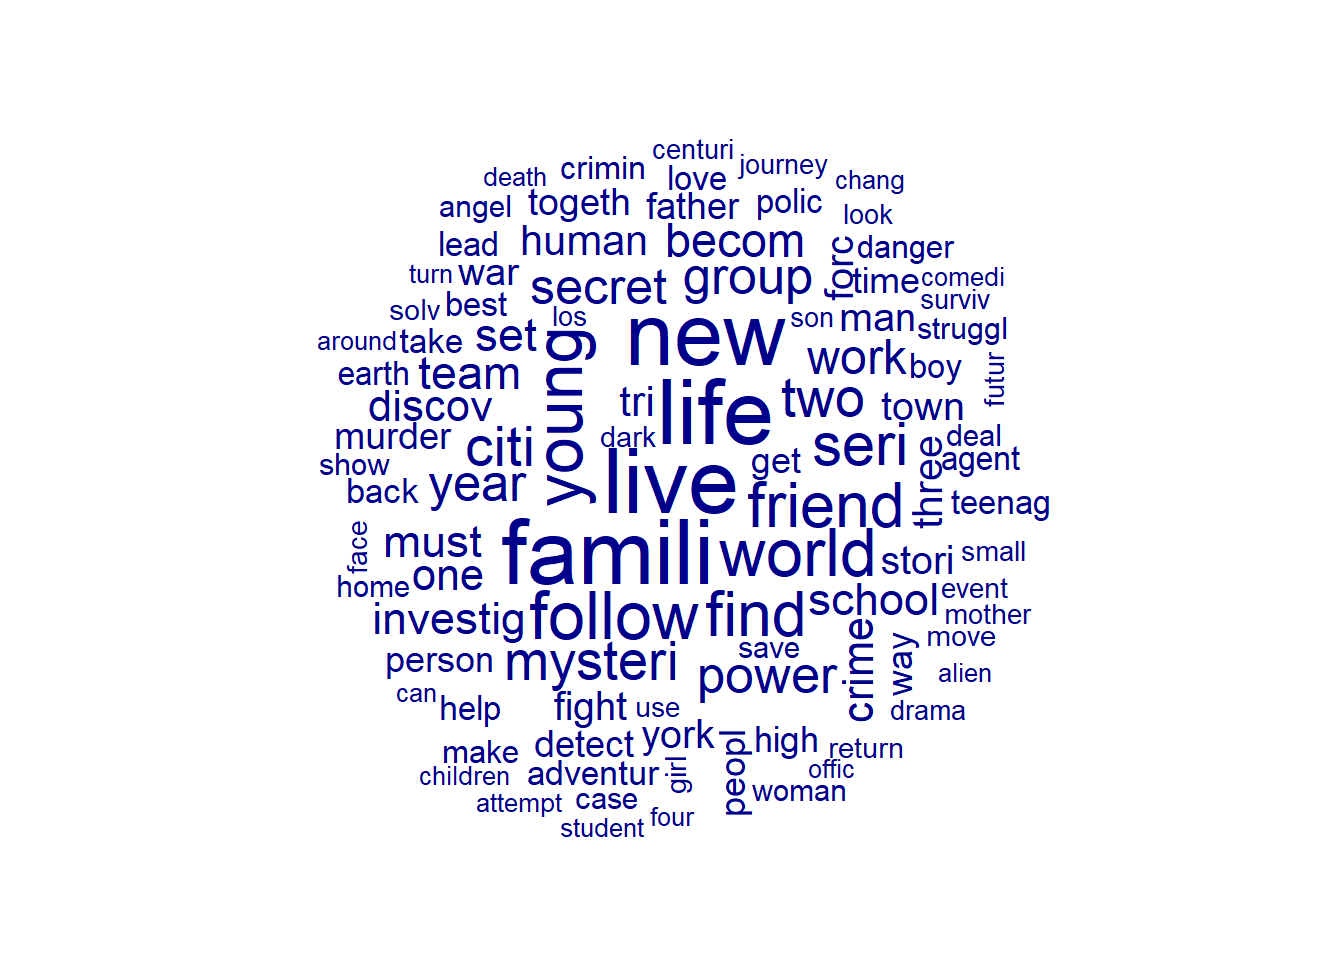 centuri
death crimin love journey chang
angel togeth father polic look
lead human becom forc danger
turn war secret group time comedi
solv best los new son man surviv
around take set young work boy struggl
earth team tri life two town futur
discov dark
murder citi get seri three deal
show year live agent
back friend teenag
face must famili world stori small
home one school event
investig follow find mother
person mysteri save crime way move
can power alien
help fight use drama
make detect york peopl high return
children adventur girl offic
attempt case woman
student four